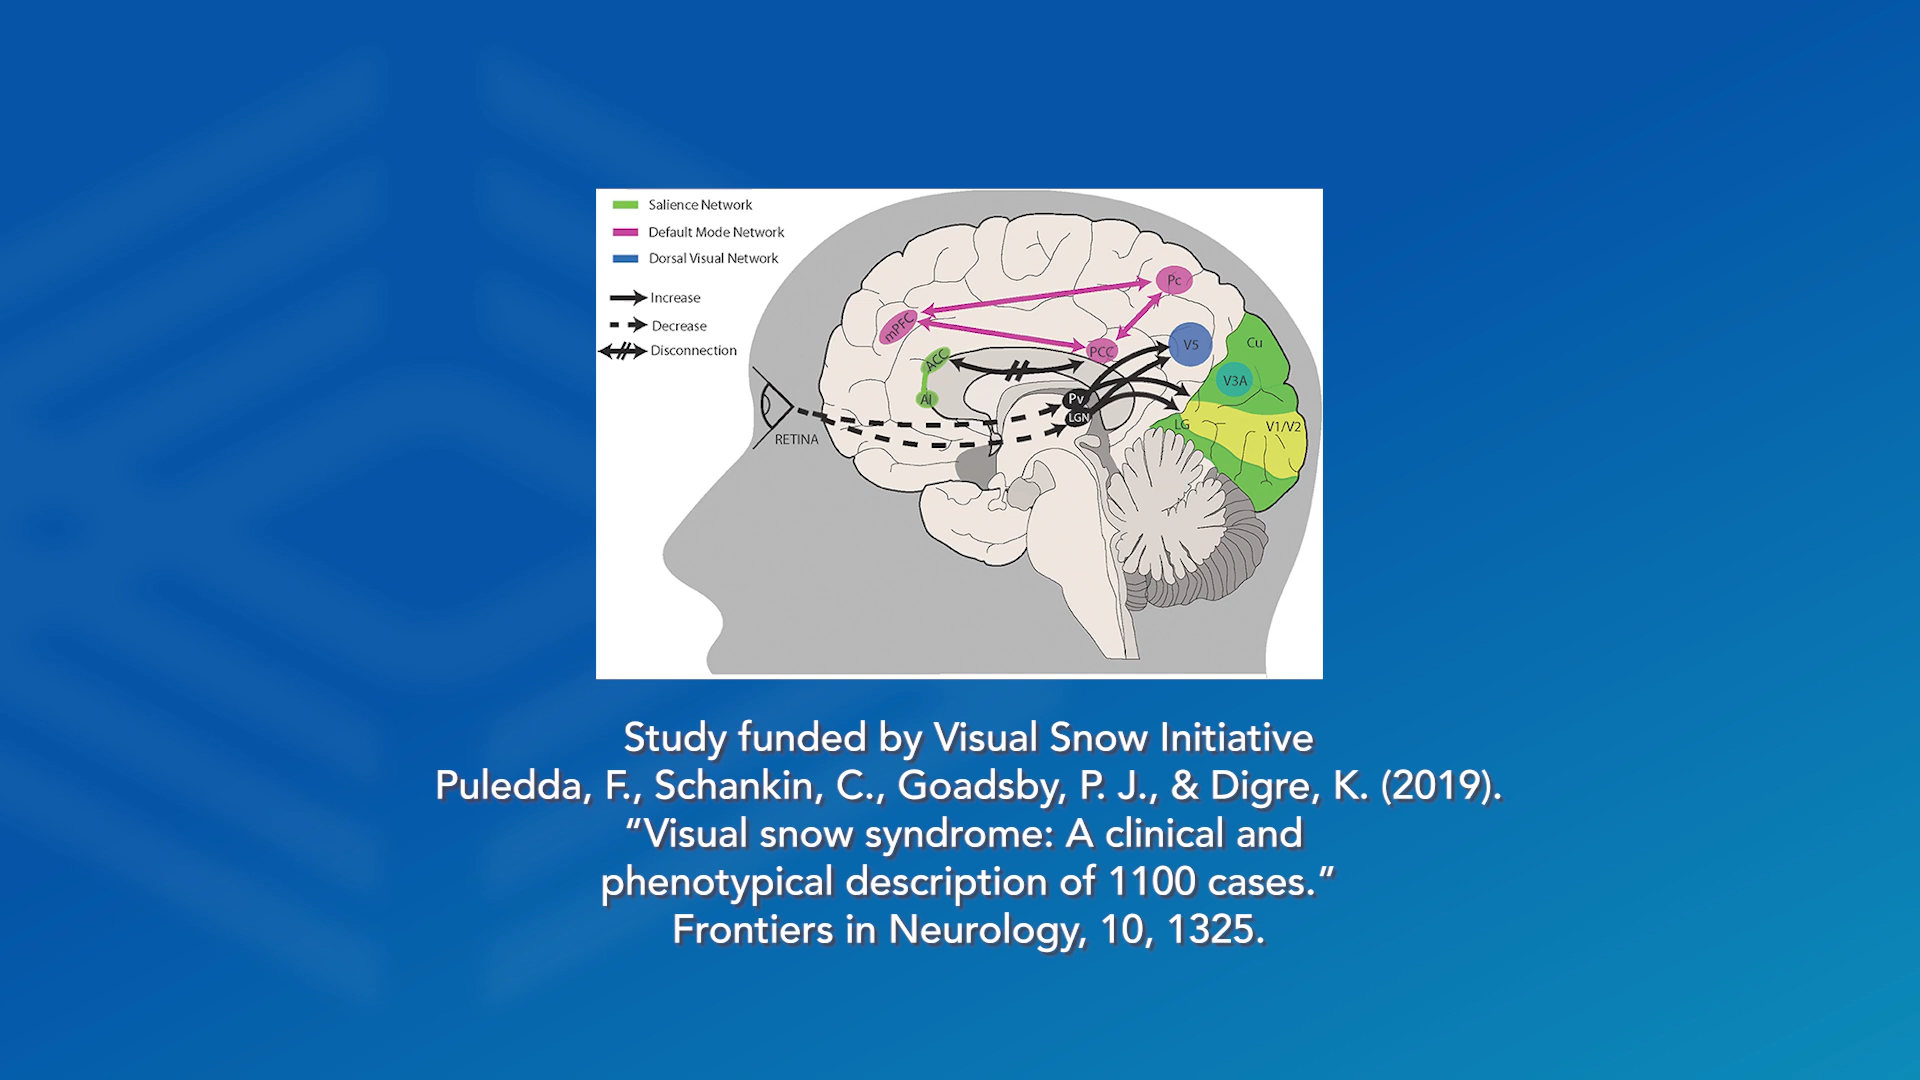 Salience Network
Default Mode Network
Dorsal Visual Network
Increase
Decrease
Disconnection
Pc
mPFC
V5
Cu
PCC
ACC
V3A
AI
Pv
LGN
LG
V1/V2
RETINA
Study funded by Visual Snow Initiative
Puledda, F., Schankin, C., Goadsby, P. J., & Digre, K. (2019).
“Visual snow syndrome: A clinical and
phenotypical description of 1100 cases.”
Frontiers in Neurology, 10, 1325.